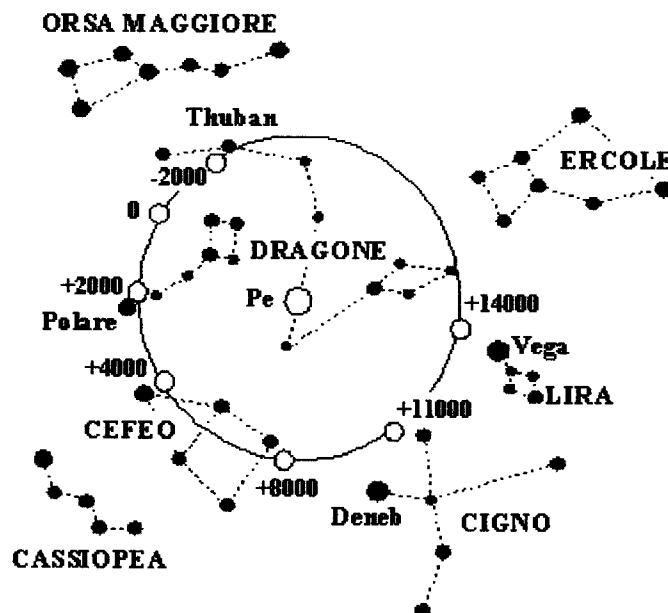 ORSA MAGGIORE
Thuban
ERCOLE
-2000
0
DRAGONE
+2000
Pe
+14000
Polare
Vega
+4000
LIRA
+11000
CEFEO
+8000
Deneb
CIGNO
CASSIOPEA